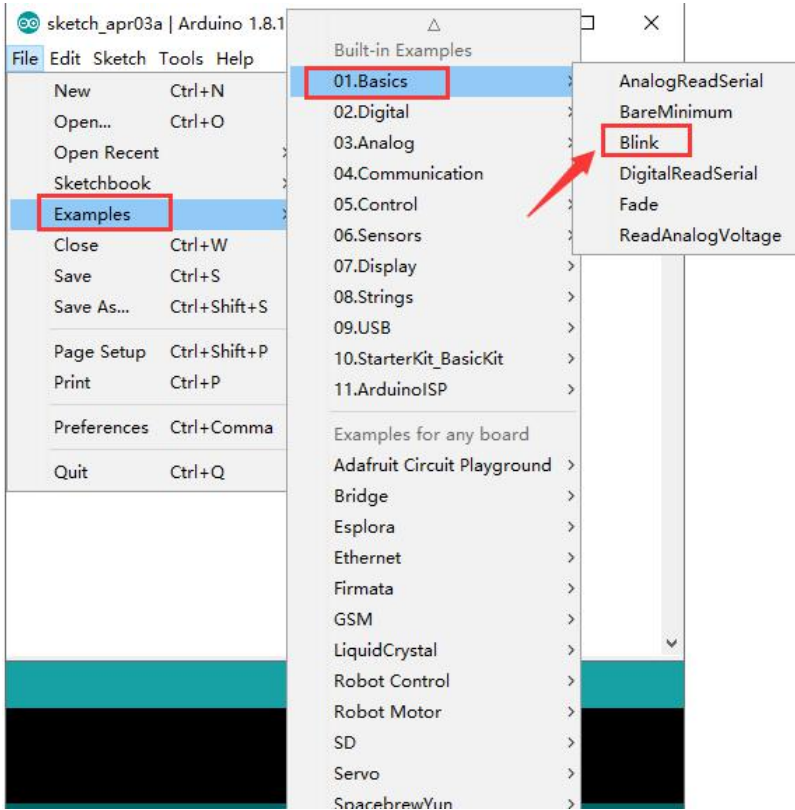 sketch_apr03a | Arduino 1.8.1
File Edit Sketch Tools Help
New Ctrl+N
Open... Ctrl+O
Open Recent
Sketchbook
Examples
Close Ctrl+W
Save Ctrl+S
Save As... Ctrl+Shift+S
Page Setup Ctrl+Shift+P
Print Ctrl+P
Preferences Ctrl+Comma
Quit Ctrl+Q
Built-in Examples
01.Basics
02.Digital
03.Analog
04.Communication
05.Control
06.Sensors
07.Display
08.Strings
09.USB
10.StarterKit_BasicKit
11.ArduinoISP
Examples for any board
Adafruit Circuit Playground
Bridge
Esplora
Ethernet
Firmata
GSM
LiquidCrystal
Robot Control
Robot Motor
SD
Servo
SpacebrewYun
AnalogReadSerial
BareMinimum
Blink
DigitalReadSerial
Fade
ReadAnalogVoltage